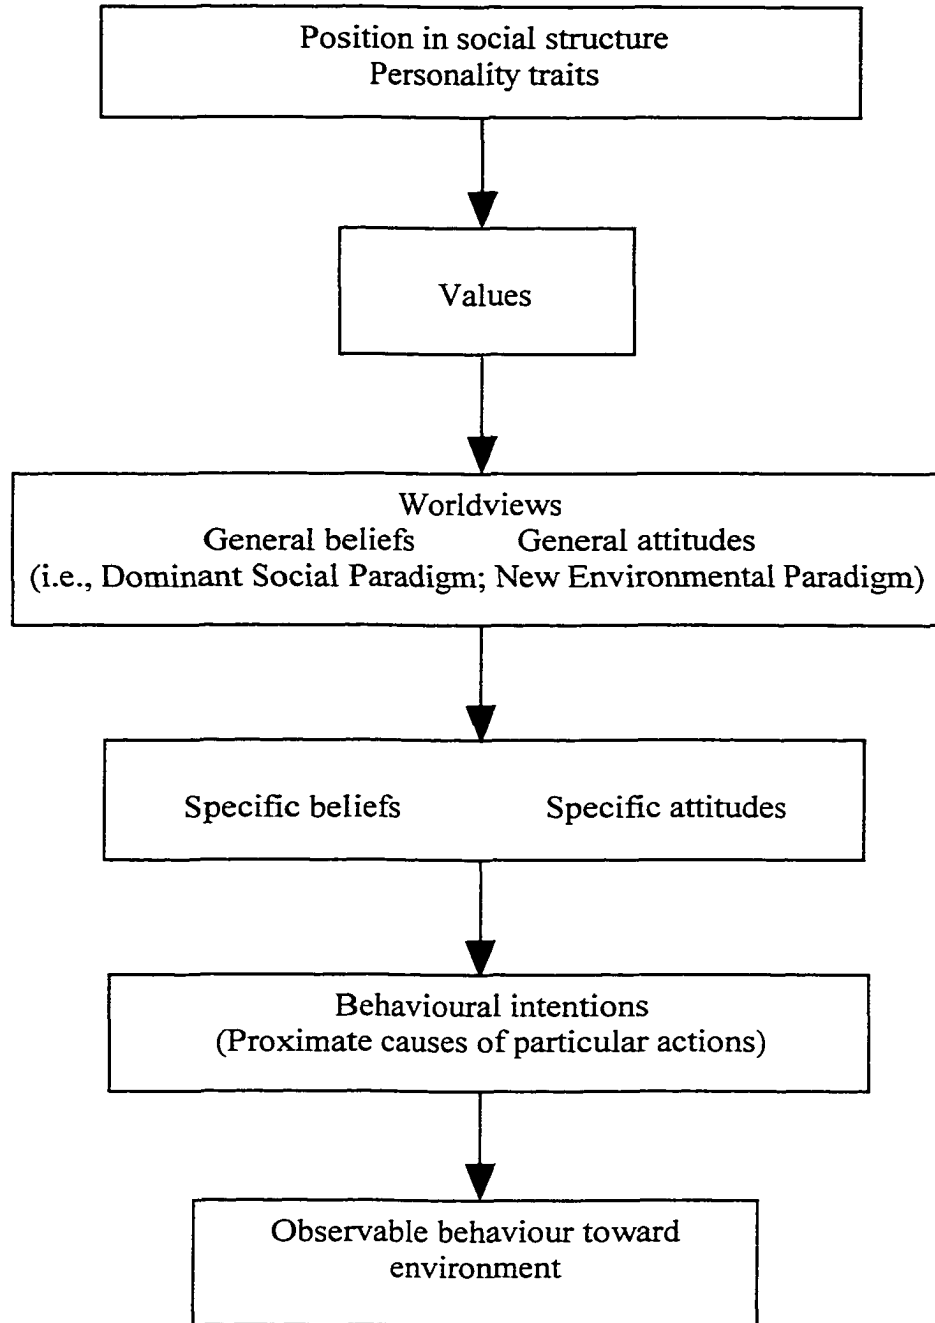 Position in social structure
Personality traits
Values
Worldviews
General beliefs General attitudes
(i.e., Dominant Social Paradigm; New Environmental Paradigm)
Specific beliefs Specific attitudes
Behavioural intentions
(Proximate causes of particular actions)
Observable behaviour toward
environment